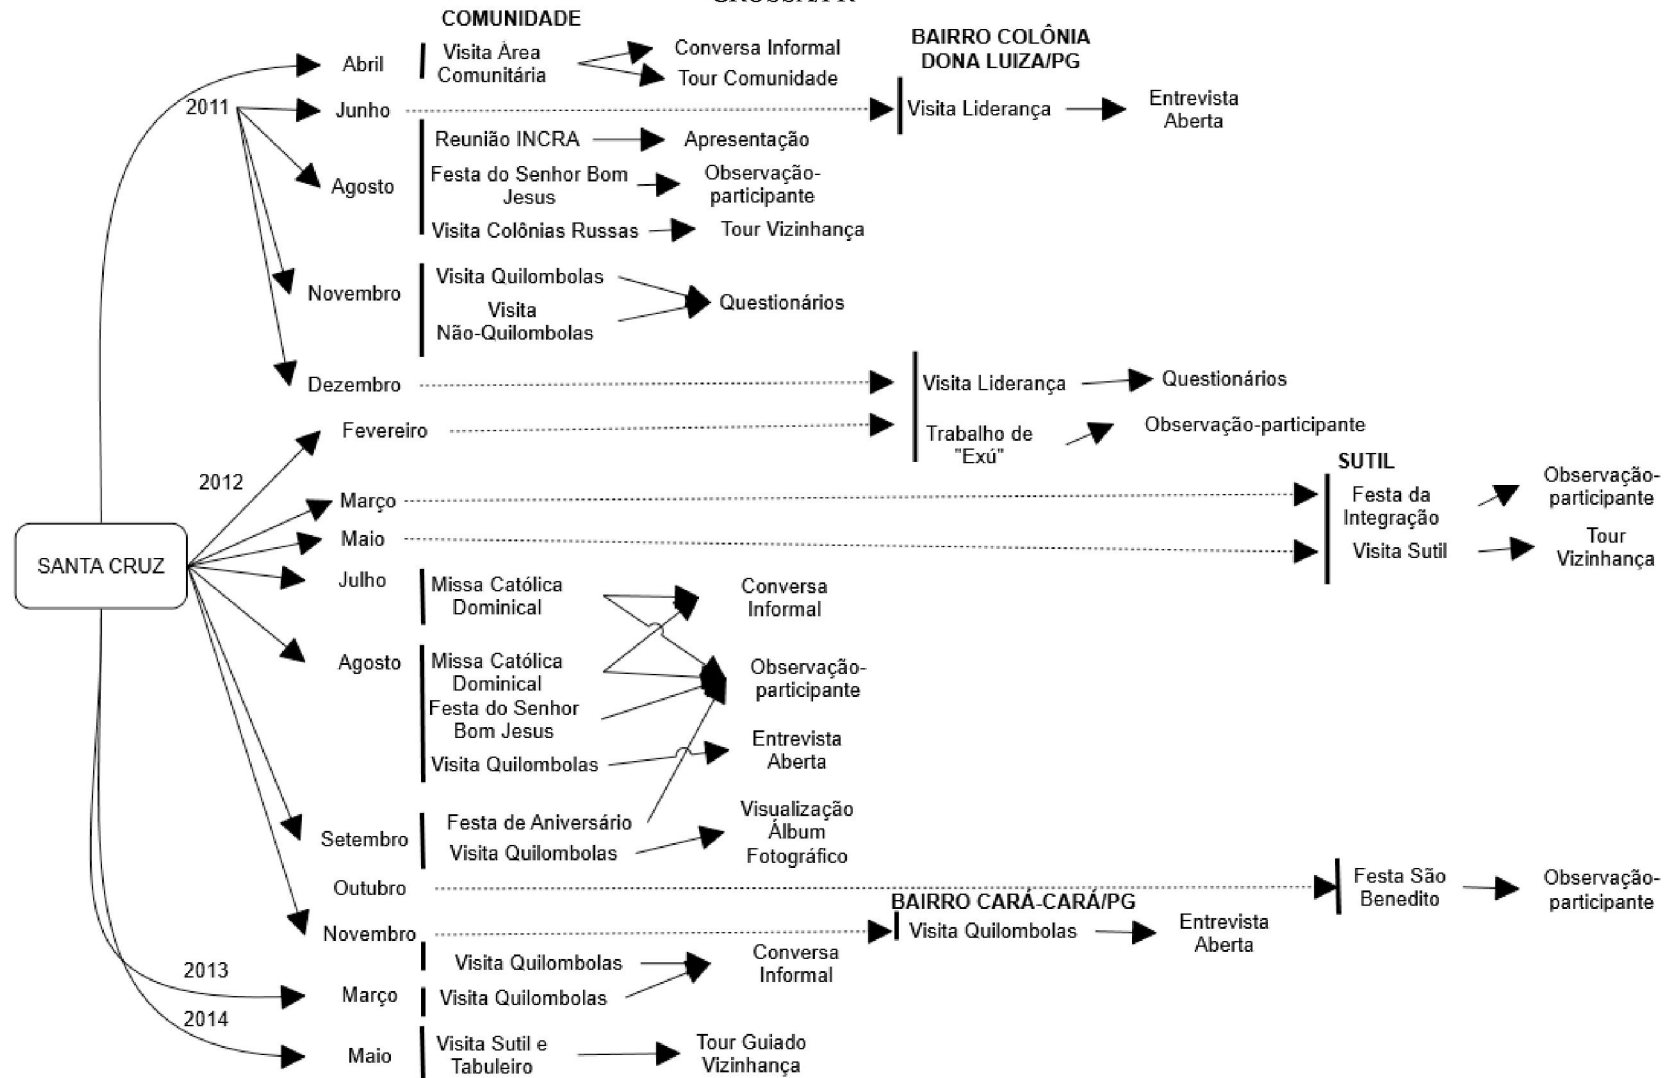 COMUNIDADE
BAIRRO COLÔNIA
DONA LUIZA/PG
Abril
Visita Área
Comunitária
Conversa Informal
Tour Comunidade
2011
Junho
Visita Liderança
Entrevista
Aberta
Agosto
Reunião INCRA
Apresentação
Festa do Senhor Bom
Jesus
Observação-
participante
Visita Colônias Russas
Tour Vizinhança
Novembro
Visita Quilombolas
Visita
Não-Quilombolas
Questionários
Dezembro
Visita Liderança
Questionários
2012
Fevereiro
Trabalho de
"Exú"
Observação-participante
SUTIL
Março
Festa da
Integração
Observação-
participante
Maio
Visita Sutil
Tour
Vizinhança
SANTA CRUZ
Julho
Missa Católica
Dominical
Conversa
Informal
Agosto
Missa Católica
Dominical
Festa do Senhor
Bom Jesus
Observação-
participante
Visita Quilombolas
Entrevista
Aberta
Setembro
Festa de Aniversário
Visita Quilombolas
Visualização
Álbum
Fotográfico
Outubro
Festa São
Benedito
Observação-
participante
BAIRRO CARÁ-CARÁ/PG
Novembro
Visita Quilombolas
Entrevista
Aberta
Visita Quilombolas
Conversa
Informal
2013
Março
Visita Quilombolas
2014
Maio
Visita Sutil e
Tabuleiro
Tour Guiado
Vizinhança